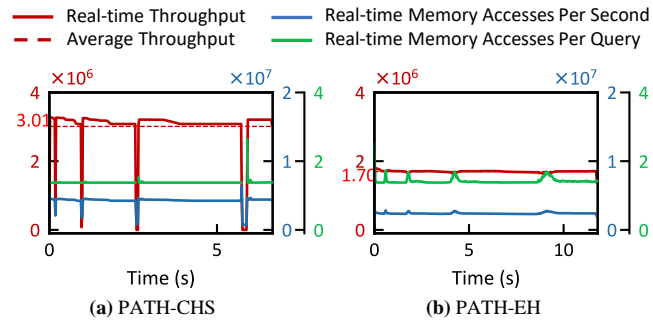 Real-time Throughput Real-time Memory Accesses Per Second
Average Throughput Real-time Memory Accesses Per Query
×10⁶ ×10⁷ ×10⁶ ×10⁷
4 2 4 4 2 4
3.01
2 1 2 2 1 2
1.70
0 0 0 0 0 0
0 5 0 5 10
Time (s) Time (s)
(a) PATH-CHS (b) PATH-EH